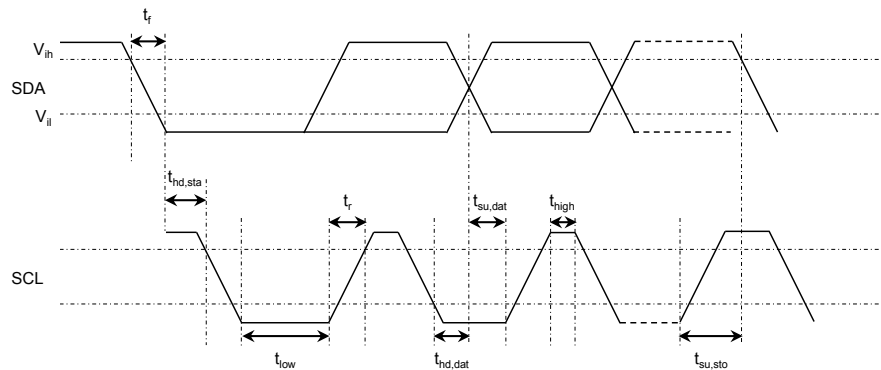 t_f
V_ih
SDA
V_il
t_hd,sta
t_r
t_su,dat
t_high
SCL
t_low
t_hd,dat
t_su,sto